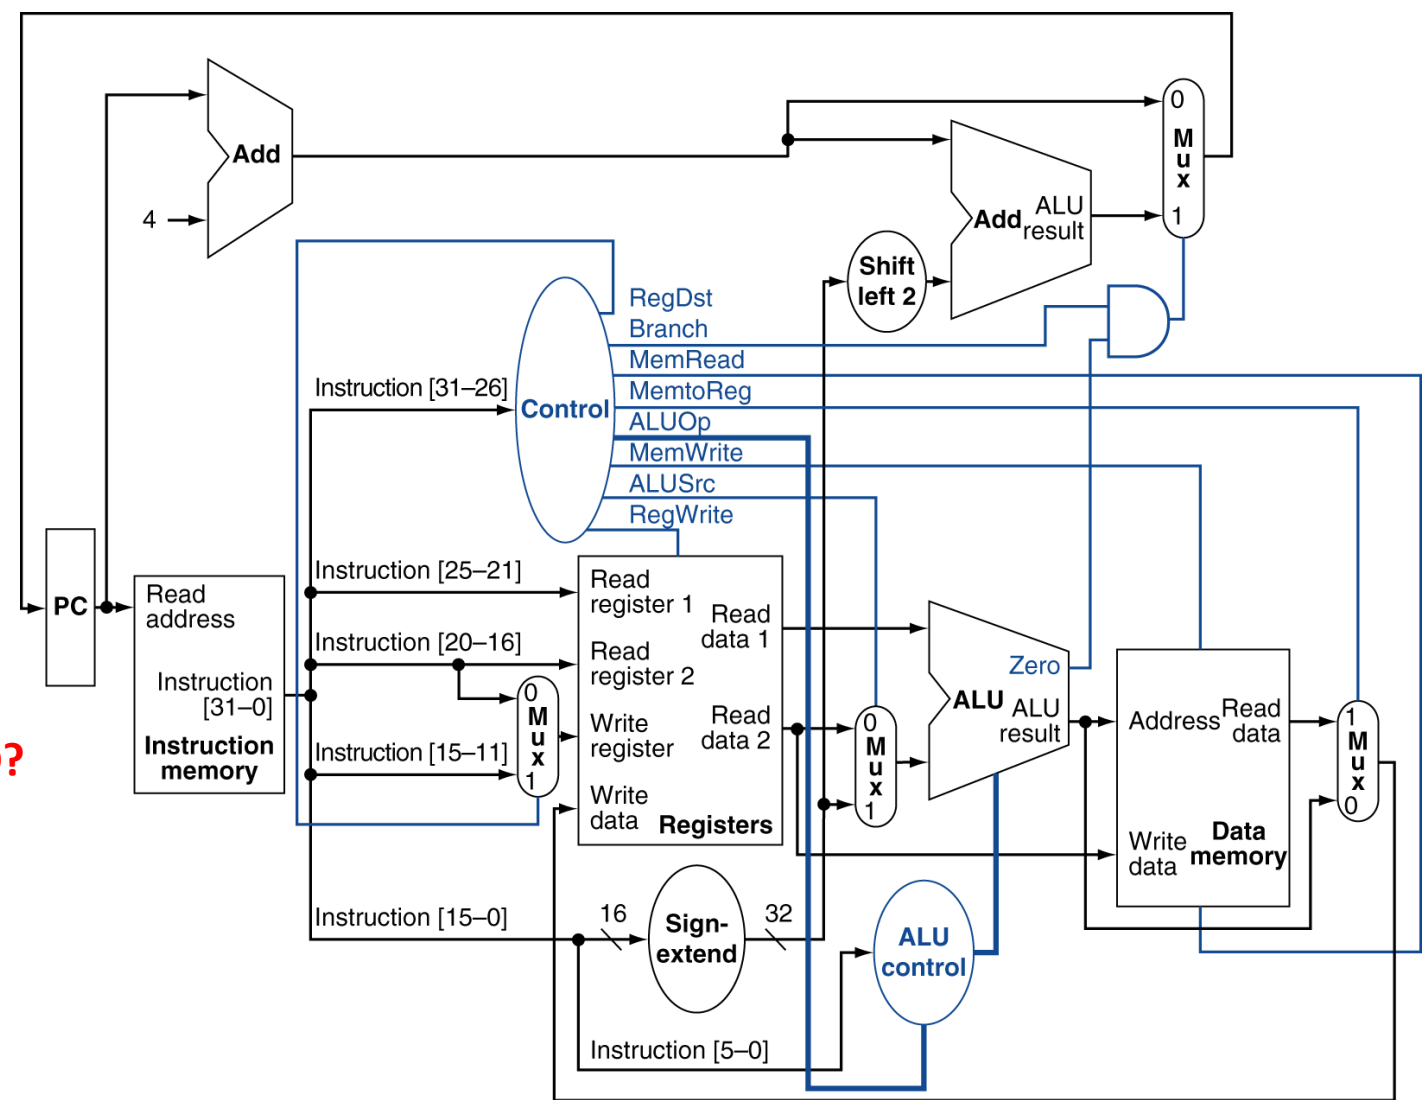 0
M
u
x
1
Add
4
Add
ALU
result
Shift
left 2
RegDst
Branch
MemRead
MemtoReg
ALUOp
MemWrite
ALUSrc
RegWrite
Instruction [31–26]
Control
PC
Read
address
Instruction
[31–0]
Instruction
memory
?
Instruction [25–21]
Instruction [20–16]
Instruction [15–11]
0
M
u
x
1
Read
register 1
Read
register 2
Write
register
Write
data
Read
data 1
Read
data 2
Registers
0
M
u
x
1
Zero
ALU
ALU
result
Address
Read
data
Write
data
Data
memory
1
M
u
x
0
Instruction [15–0]
16
Sign-
extend
32
ALU
control
Instruction [5–0]